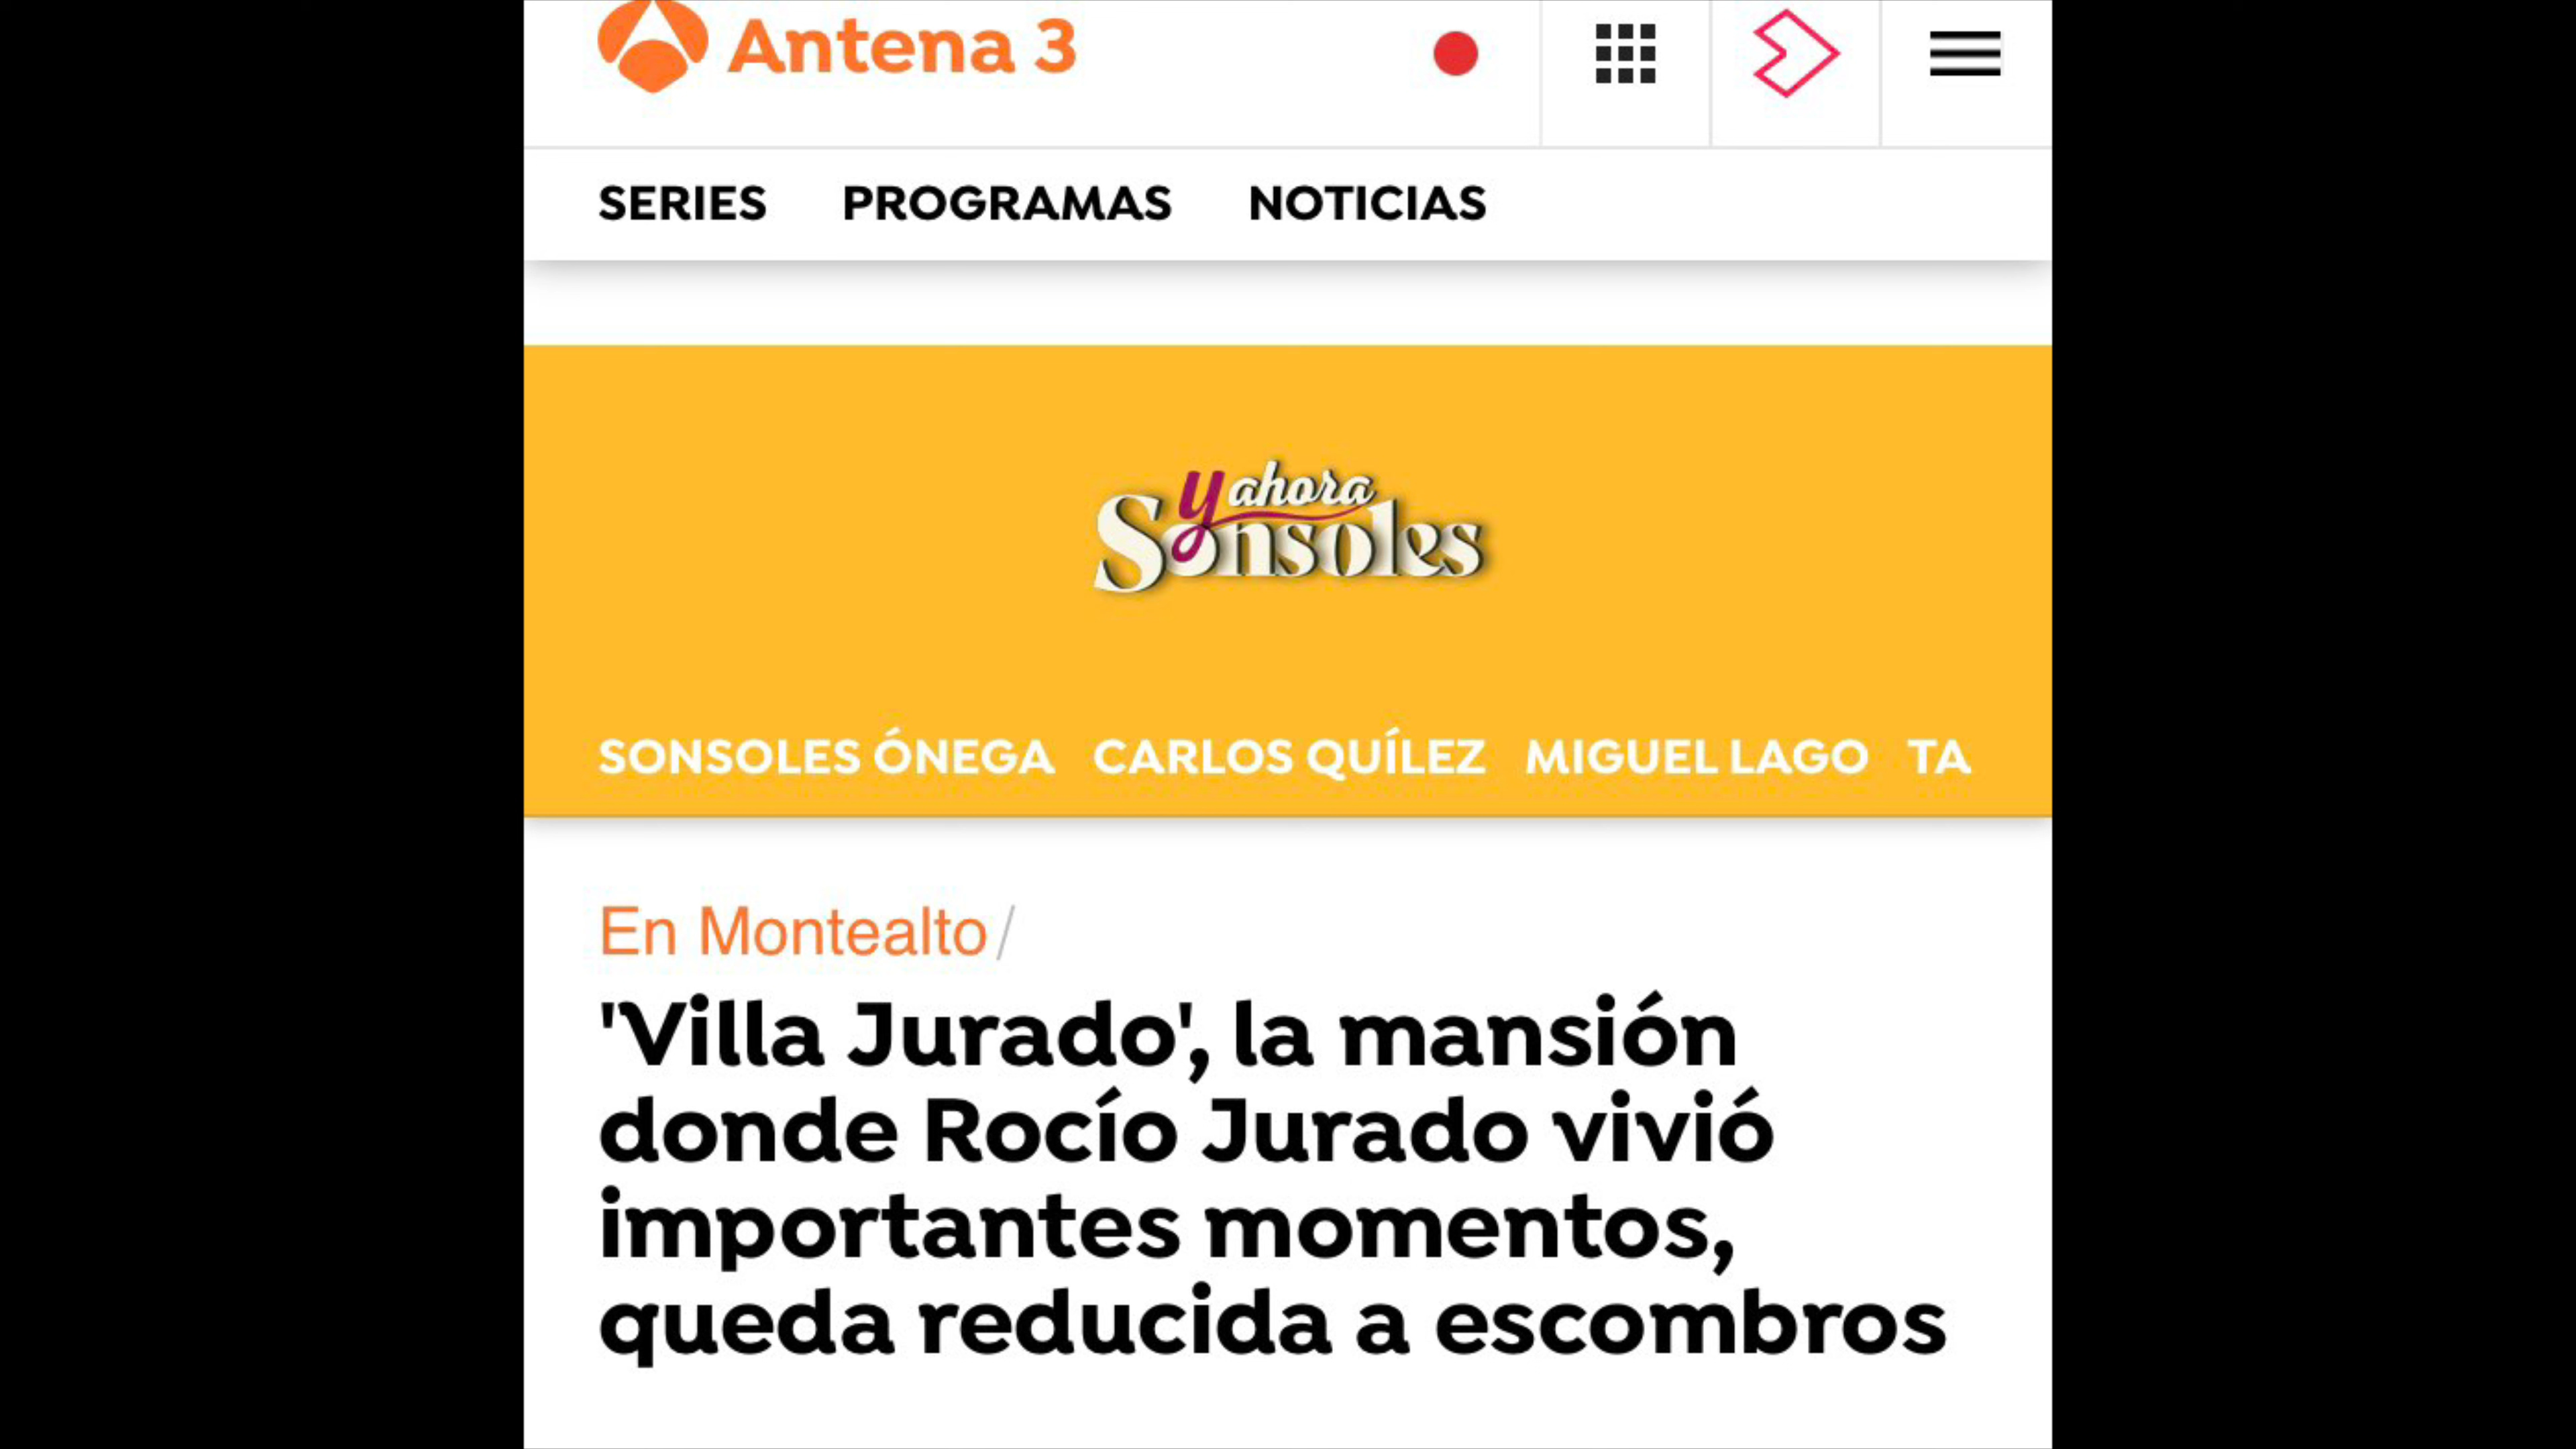 Antena 3
SERIES PROGRAMAS NOTICIAS
y ahora
Sonsoles
SONSOLES ÓNEGA CARLOS QUÍLEZ MIGUEL LAGO TA
En Montealto/
'Villa Jurado', la mansión
donde Rocío Jurado vivió
importantes momentos,
queda reducida a escombros